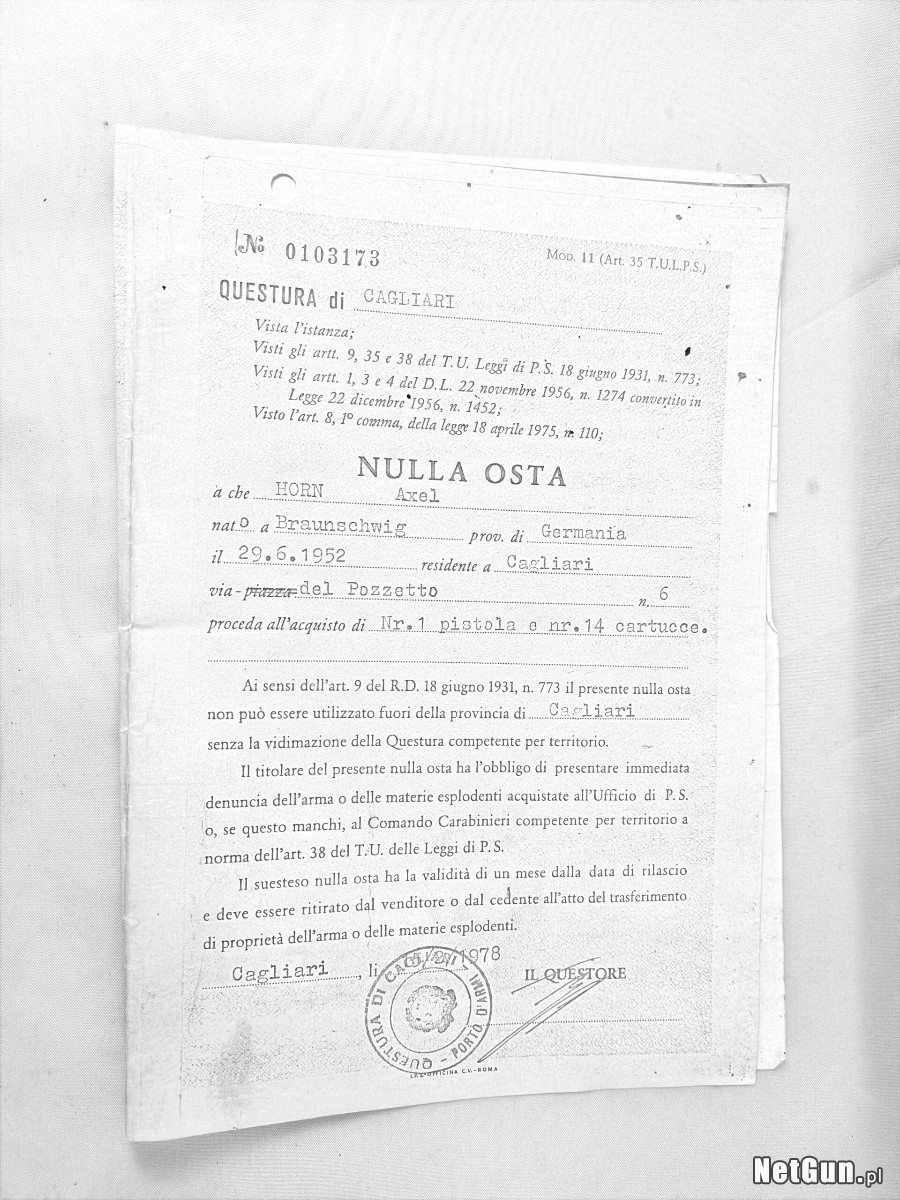 № 0103173
Mod. 11 (Art. 35 T.U.L.P.S.)
QUESTURA di CAGLIARI
Vista l'istanza;
Visti gli artt. 9, 35 e 38 del T.U. Leggi di P.S. 18 giugno 1931, n. 773;
Visti gli artt. 1, 3 e 4 del D.L. 22 novembre 1956, n. 1274 convertito in
Legge 22 dicembre 1956, n. 1452;
Visto l'art. 8, 1° comma, della legge 18 aprile 1975, n. 110;
NULLA OSTA
a che HORN Axel
nato a Braunschwig prov. di Germania
il 29.6.1952 residente a Cagliari
via - piazza del Pozzetto n. 6
proceda all'acquisto di Nr.1 pistola e nr.14 cartucce.
Ai sensi dell'art. 9 del R.D. 18 giugno 1931, n. 773 il presente nulla osta
non può essere utilizzato fuori della provincia di Cagliari
senza la vidimazione della Questura competente per territorio.
Il titolare del presente nulla osta ha l'obbligo di presentare immediata
denuncia dell'arma o delle materie esplodenti acquistate all'Ufficio di P. S.
o, se questo manchi, al Comando Carabinieri competente per territorio a
norma dell'art. 38 del T.U. delle Leggi di P.S.
Il suesteso nulla osta ha la validità di un mese dalla data di rilascio
e deve essere ritirato dal venditore o dal cedente all'atto del trasferimento
di proprietà dell'arma o delle materie esplodenti.
Cagliari, li /2/1978
IL QUESTORE
QUESTURA DI CAGLIARI - PORTO D'ARMI
OFFICINA C.V. - ROMA
NetGun.pl